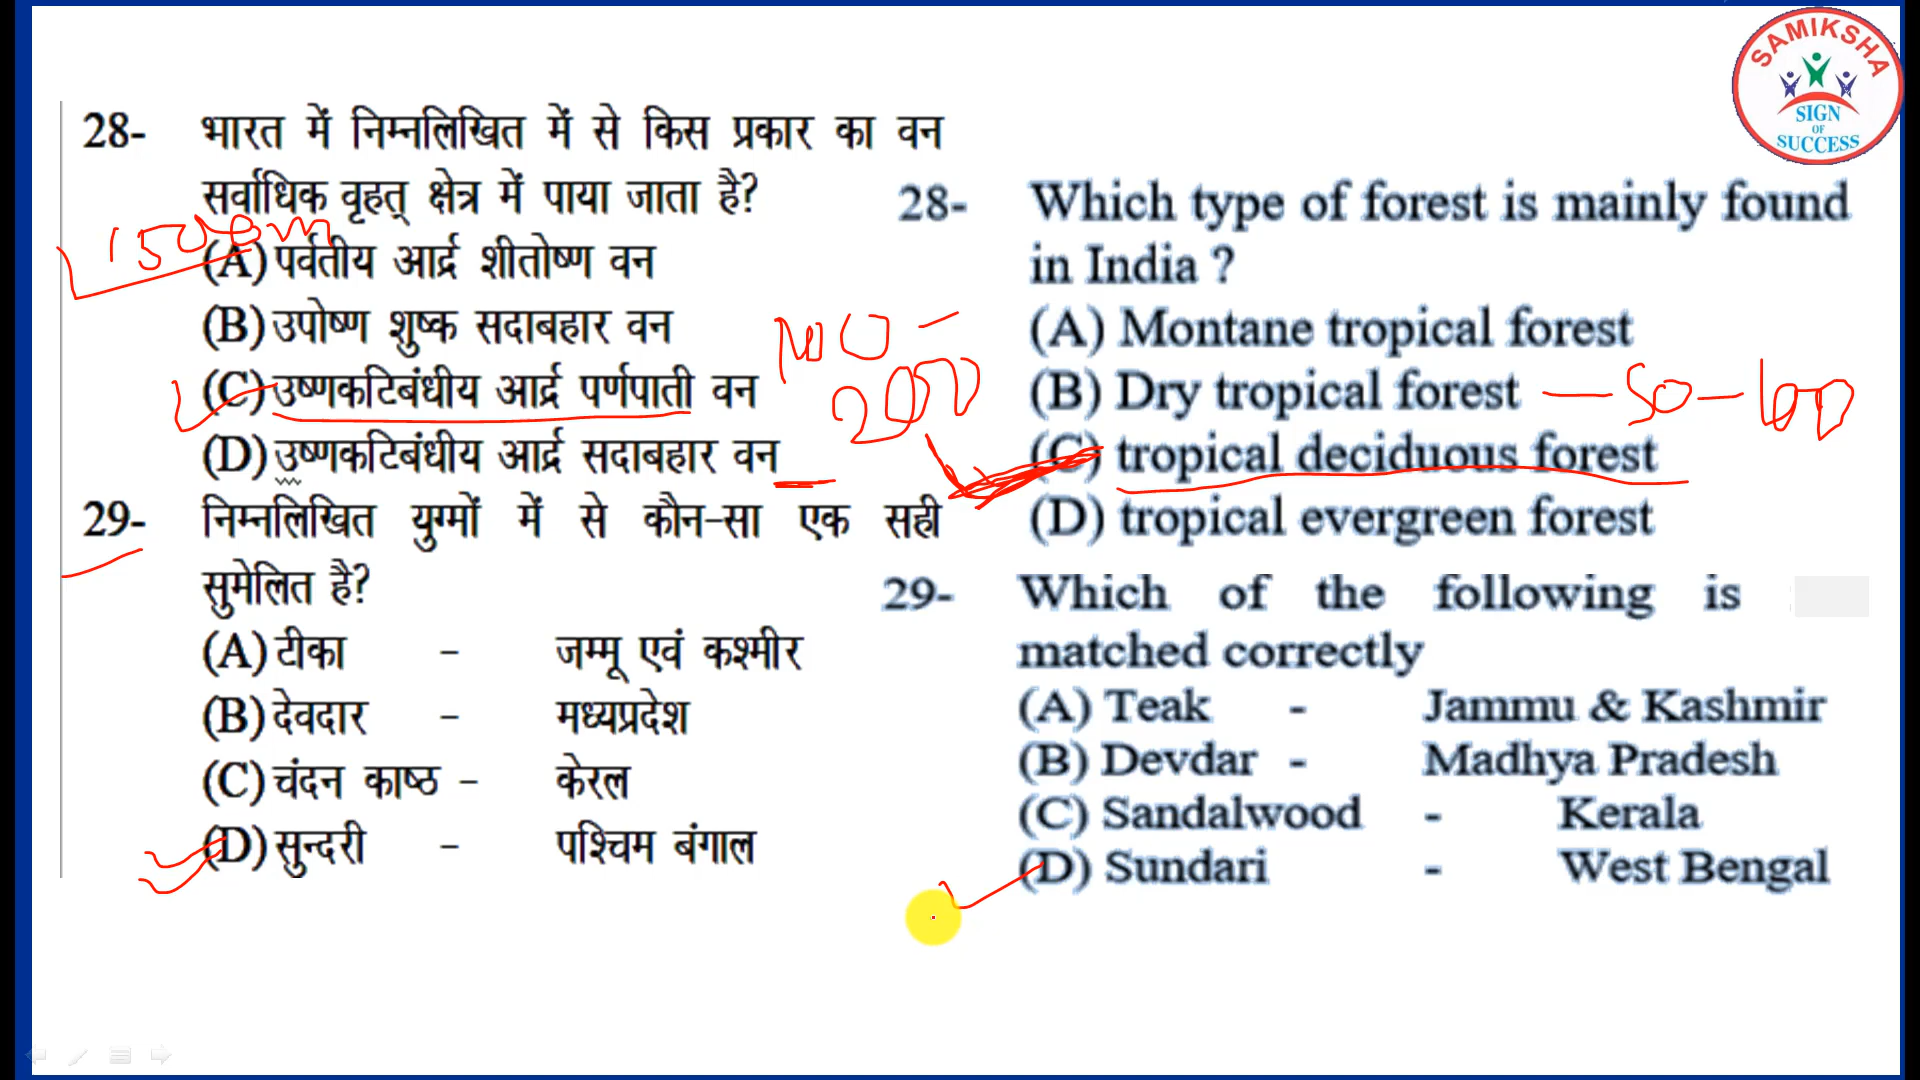 SAMIKSHA
SIGN
OF
SUCCESS
28- भारत में निम्नलिखित में से किस प्रकार का वन
सर्वाधिक वृहत् क्षेत्र में पाया जाता है?
150 cm
(A) पर्वतीय आर्द्र शीतोष्ण वन
(B) उपोष्ण शुष्क सदाबहार वन
(C) उष्णकटिबंधीय आर्द्र पर्णपाती वन
(D) उष्णकटिबंधीय आर्द्र सदाबहार वन
100 -
200
29- निम्नलिखित युग्मों में से कौन-सा एक सही
सुमेलित है?
(A) टीका - जम्मू एवं कश्मीर
(B) देवदार - मध्यप्रदेश
(C) चंदन काष्ठ - केरल
(D) सुन्दरी - पश्चिम बंगाल
28- Which type of forest is mainly found
in India ?
(A) Montane tropical forest
(B) Dry tropical forest - 50 - 100
(C) tropical deciduous forest
(D) tropical evergreen forest
29- Which of the following is
matched correctly
(A) Teak - Jammu & Kashmir
(B) Devdar - Madhya Pradesh
(C) Sandalwood - Kerala
(D) Sundari - West Bengal